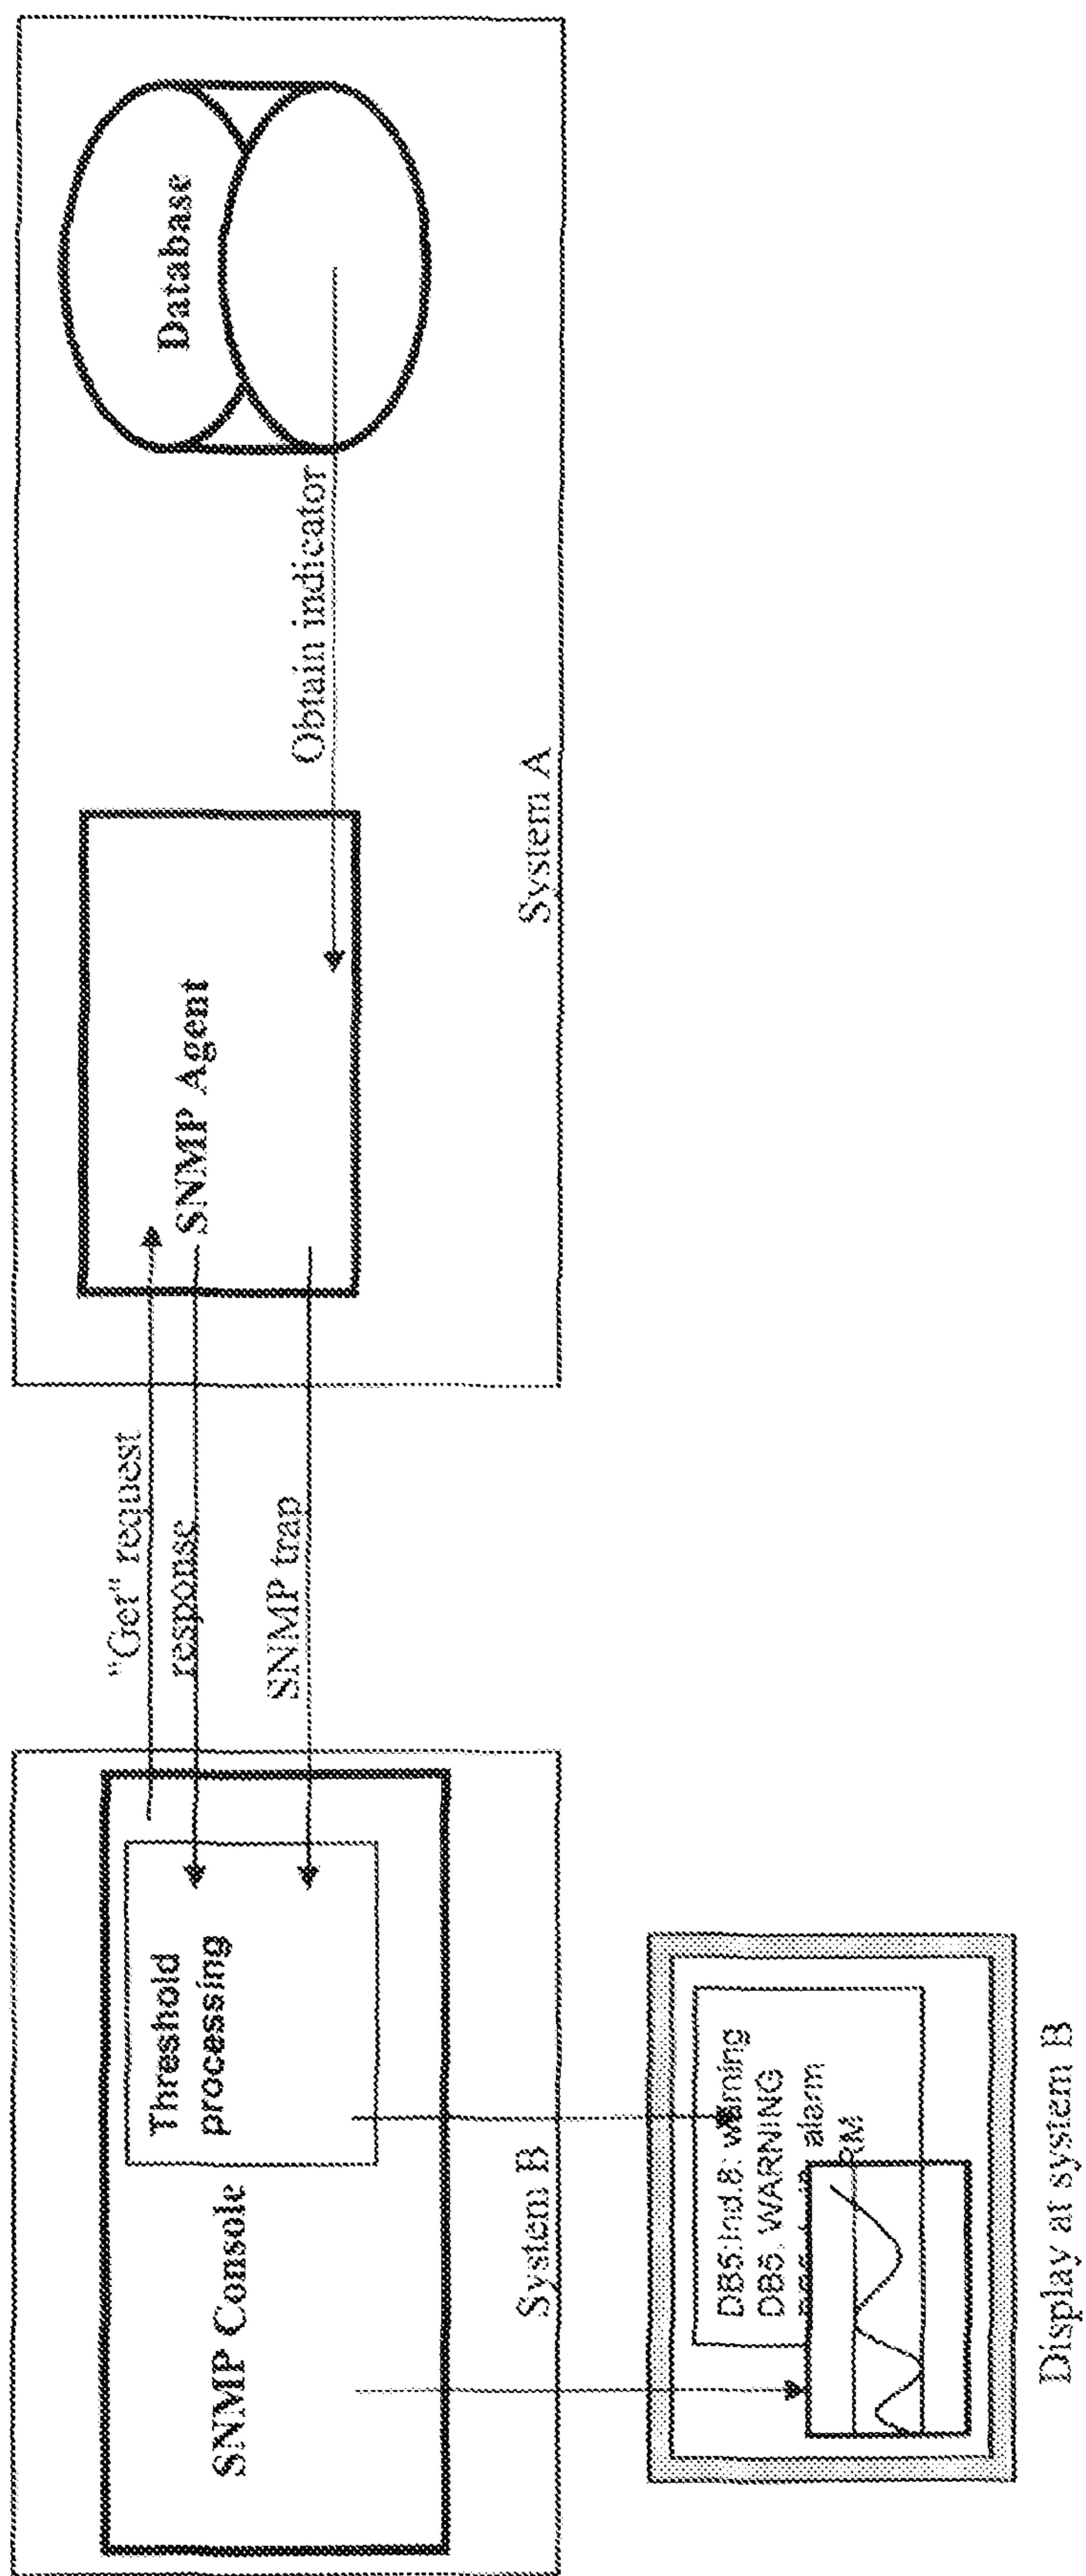 SNMP Console
Threshold
processing
System B
"Get" request
response
SNMP trap
SNMP Agent
Obtain indicator
Database
System A
DB5:Ind.8: warning
DB5: WARNING
alarm
RM
Display at system B